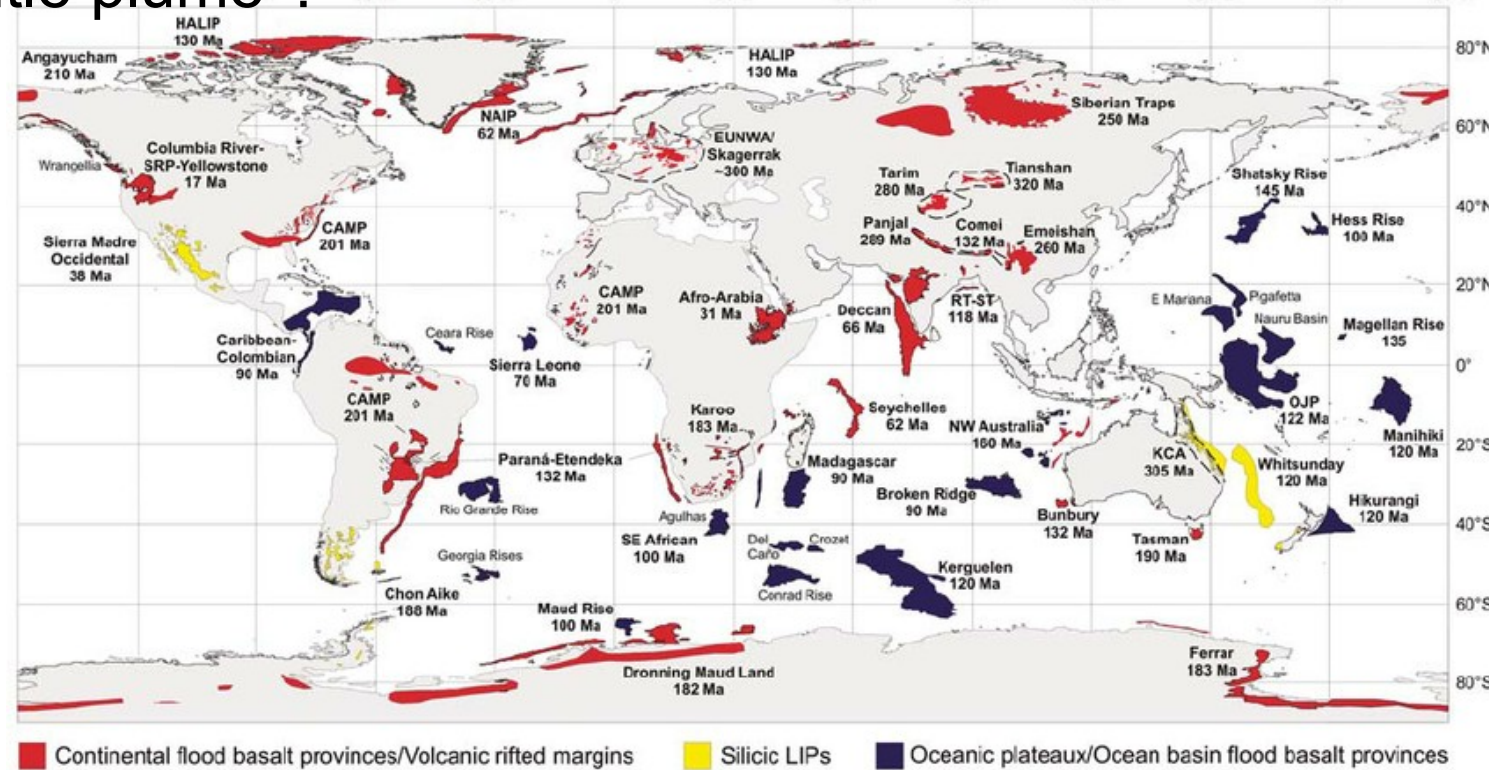 HALIP
130 Ma
Angayucham
210 Ma
HALIP
130 Ma
80°N
NAIP
62 Ma
Siberian Traps
250 Ma
60°N
Wrangellia
Columbia River-
SRP-Yellowstone
17 Ma
EUNWA/
Skagerrak
~300 Ma
Tarim
280 Ma
Tianshan
320 Ma
Shatsky Rise
145 Ma
40°N
Sierra Madre
Occidental
38 Ma
CAMP
201 Ma
Panjal
289 Ma
Comei
132 Ma
Emeishan
260 Ma
Hess Rise
100 Ma
20°N
CAMP
201 Ma
Afro-Arabia
31 Ma
Deccan
66 Ma
RT-ST
118 Ma
E Mariana
Pigafetta
Nauru Basin
Magellan Rise
135
Caribbean-
Colombian
90 Ma
Ceara Rise
Sierra Leone
70 Ma
0°
CAMP
201 Ma
Karoo
183 Ma
Seychelles
62 Ma
NW Australia
160 Ma
OJP
122 Ma
Manihiki
120 Ma
20°S
Paraná-Etendeka
132 Ma
Madagascar
90 Ma
Broken Ridge
90 Ma
KCA
305 Ma
Whitsunday
120 Ma
Rio Grande Rise
Agulhas
SE African
100 Ma
Bunbury
132 Ma
Tasman
190 Ma
Hikurangi
120 Ma
40°S
Georgia Rises
Del
Caño
Crozet
Conrad Rise
Kerguelen
120 Ma
Chon Aike
188 Ma
Maud Rise
100 Ma
60°S
Dronning Maud Land
182 Ma
Ferrar
183 Ma
80°S
Continental flood basalt provinces/Volcanic rifted margins
Silicic LIPs
Oceanic plateaux/Ocean basin flood basalt provinces